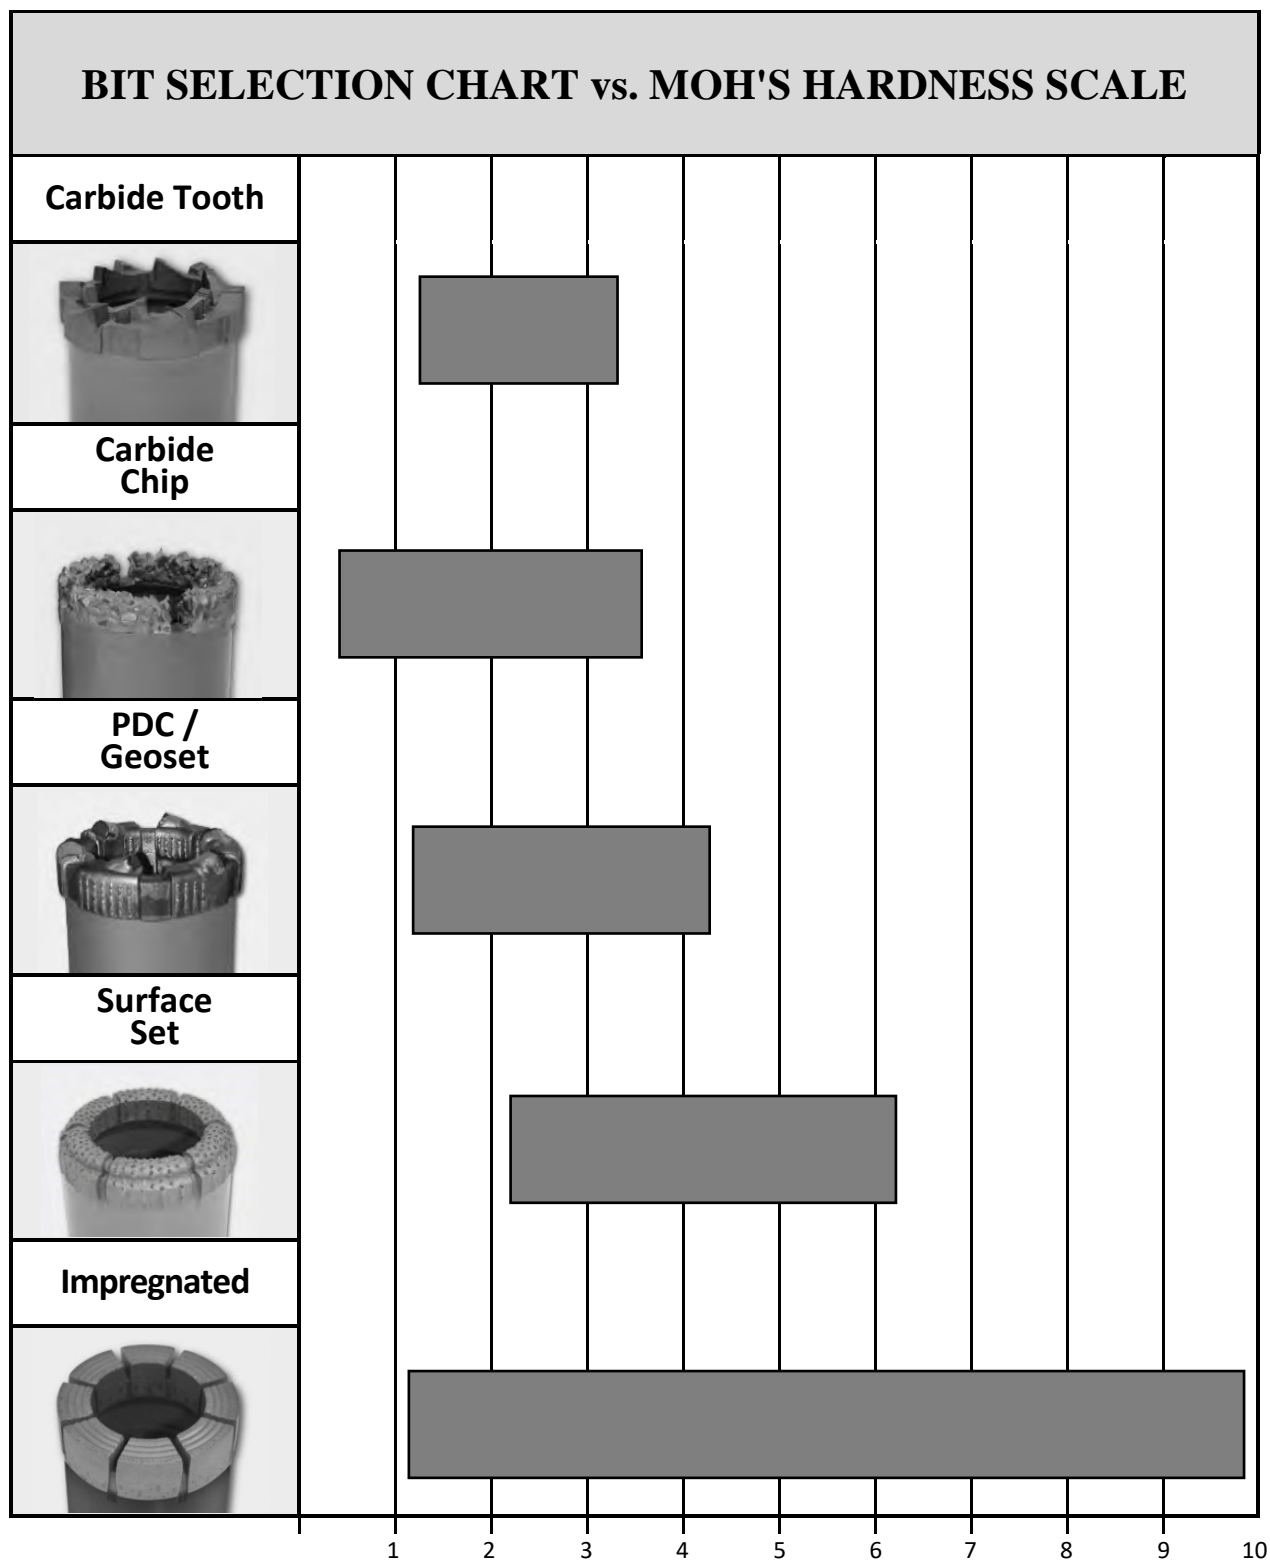 BIT SELECTION CHART vs. MOH'S HARDNESS SCALE
Carbide Tooth
Carbide
Chip
PDC /
Geoset
Surface
Set
Impregnated
1 2 3 4 5 6 7 8 9 10